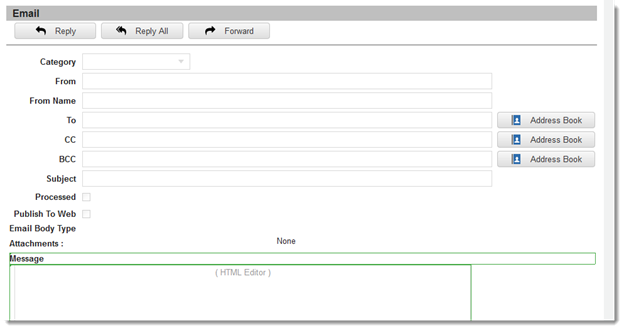 Email
Reply Reply All Forward
Category
From
From Name
To Address Book
CC Address Book
BCC Address Book
Subject
Processed
Publish To Web
Email Body Type
Attachments : None
Message
{ HTML Editor }